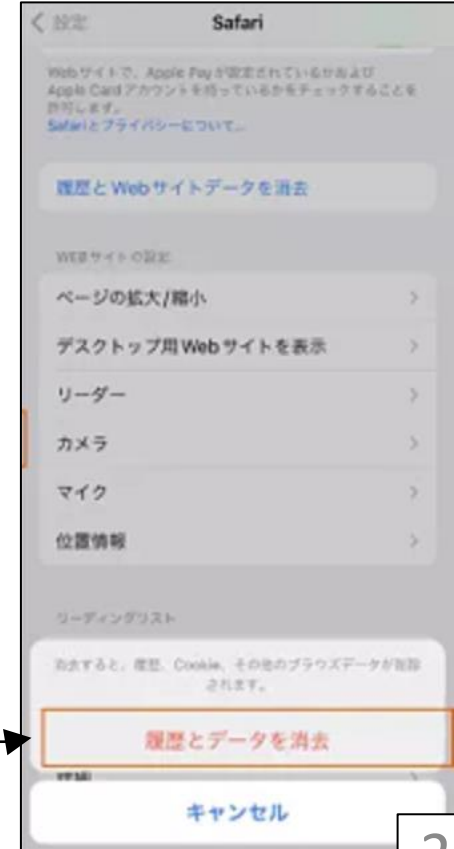 設定
Safari
Webサイトで、Apple Payが設定されているかおよび
Apple Cardアカウントを持っているかをチェックすることを
許可します。
Safariとプライバシーについて...
履歴とWebサイトデータを消去
WEBサイトの設定
ページの拡大/縮小
デスクトップ用Webサイトを表示
リーダー
カメラ
マイク
位置情報
リーディングリスト
消去すると、履歴、Cookie、その他のブラウズデータが削除
されます。
履歴とデータを消去
キャンセル